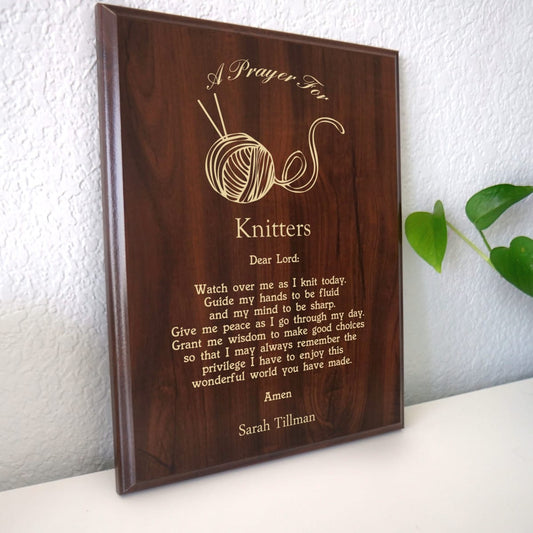 A Prayer For
Knitters
Dear Lord:
Watch over me as I knit today.
Guide my hands to be fluid
and my mind to be sharp.
Give me peace as I go through my day.
Grant me wisdom to make good choices
so that I may always remember the
privilege I have to enjoy this
wonderful world you have made.
Amen
Sarah Tillman